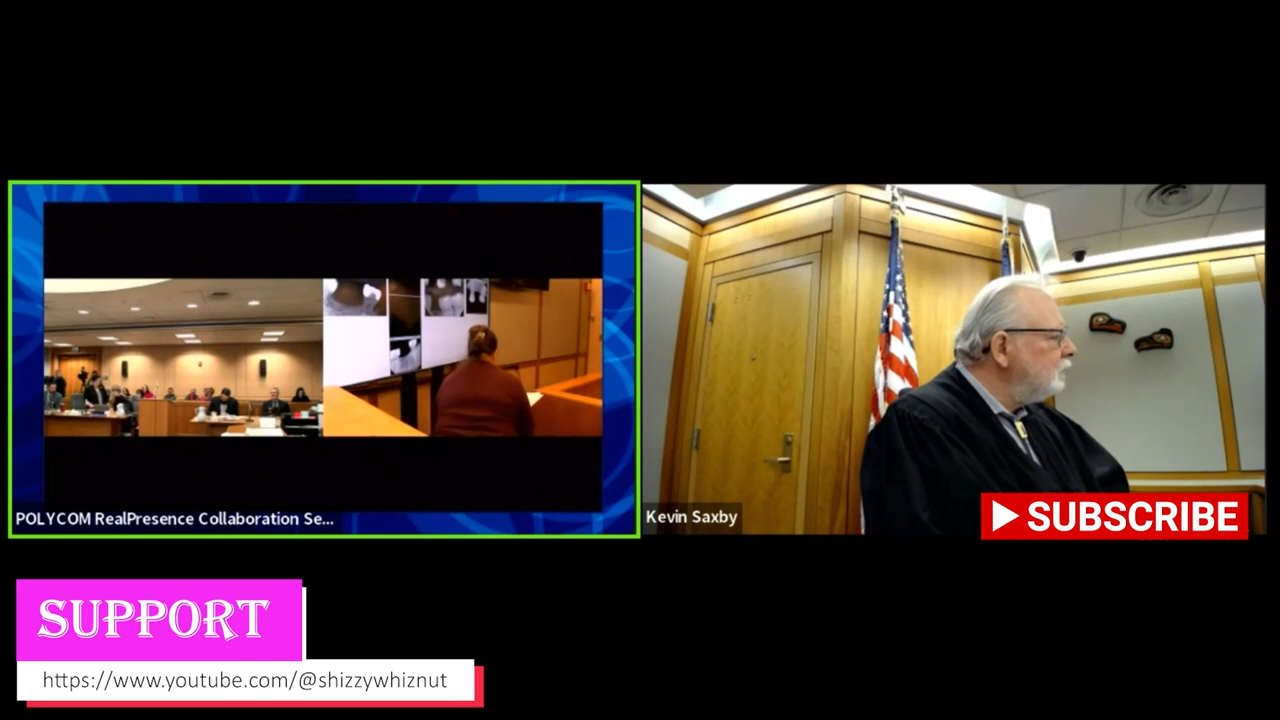 POLYCOM RealPresence Collaboration Se...
Kevin Saxby
SUBSCRIBE
SUPPORT
https://www.youtube.com/@shizzywhiznut